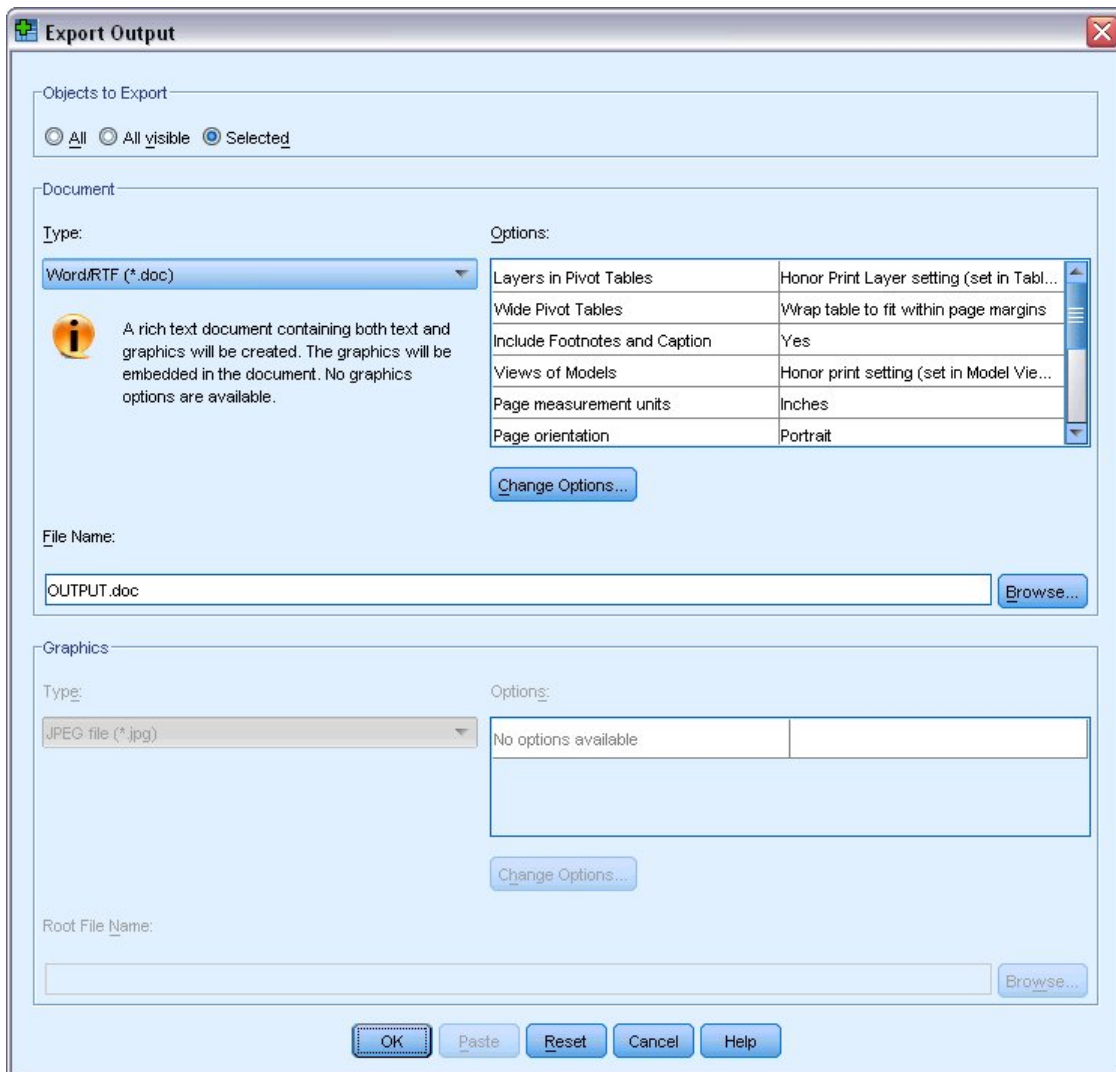 Export Output
Objects to Export
All All visible Selected
Document
Type:
Word/RTF (*.doc)
A rich text document containing both text and
graphics will be created. The graphics will be
embedded in the document. No graphics
options are available.
Options:
Layers in Pivot Tables Honor Print Layer setting (set in Tabl...
Wide Pivot Tables Wrap table to fit within page margins
Include Footnotes and Caption Yes
Views of Models Honor print setting (set in Model Vie...
Page measurement units Inches
Page orientation Portrait
Change Options...
File Name:
OUTPUT.doc Browse...
Graphics
Type:
JPEG file (*.jpg)
Options:
No options available
Change Options...
Root File Name:
Browse...
OK Paste Reset Cancel Help